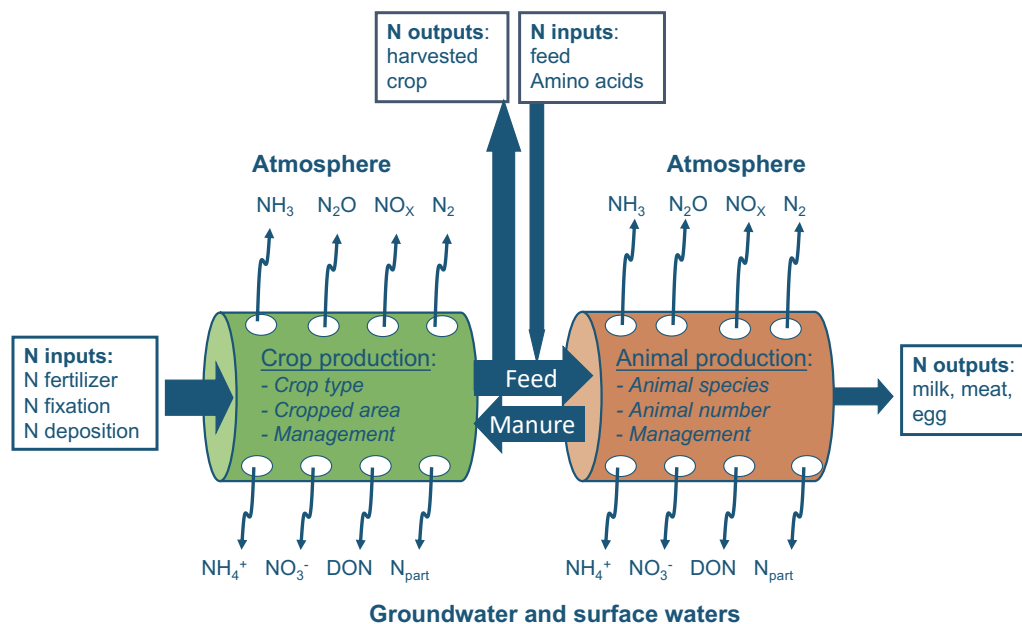 N outputs:
harvested
crop
N inputs:
feed
Amino acids
Atmosphere
Atmosphere
NH₃ N₂O NOₓ N₂
NH₃ N₂O NOₓ N₂
N inputs:
N fertilizer
N fixation
N deposition
Crop production:
- Crop type
- Cropped area
- Management
Feed
Manure
Animal production:
- Animal species
- Animal number
- Management
N outputs:
milk, meat,
egg
NH₄⁺ NO₃⁻ DON Npart
NH₄⁺ NO₃⁻ DON Npart
Groundwater and surface waters